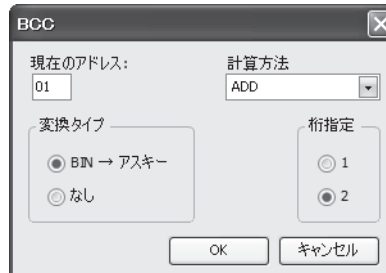 BCC
現在のアドレス:
01
計算方法
ADD
変換タイプ
BIN → アスキー
なし
桁指定
1
2
OK
キャンセル